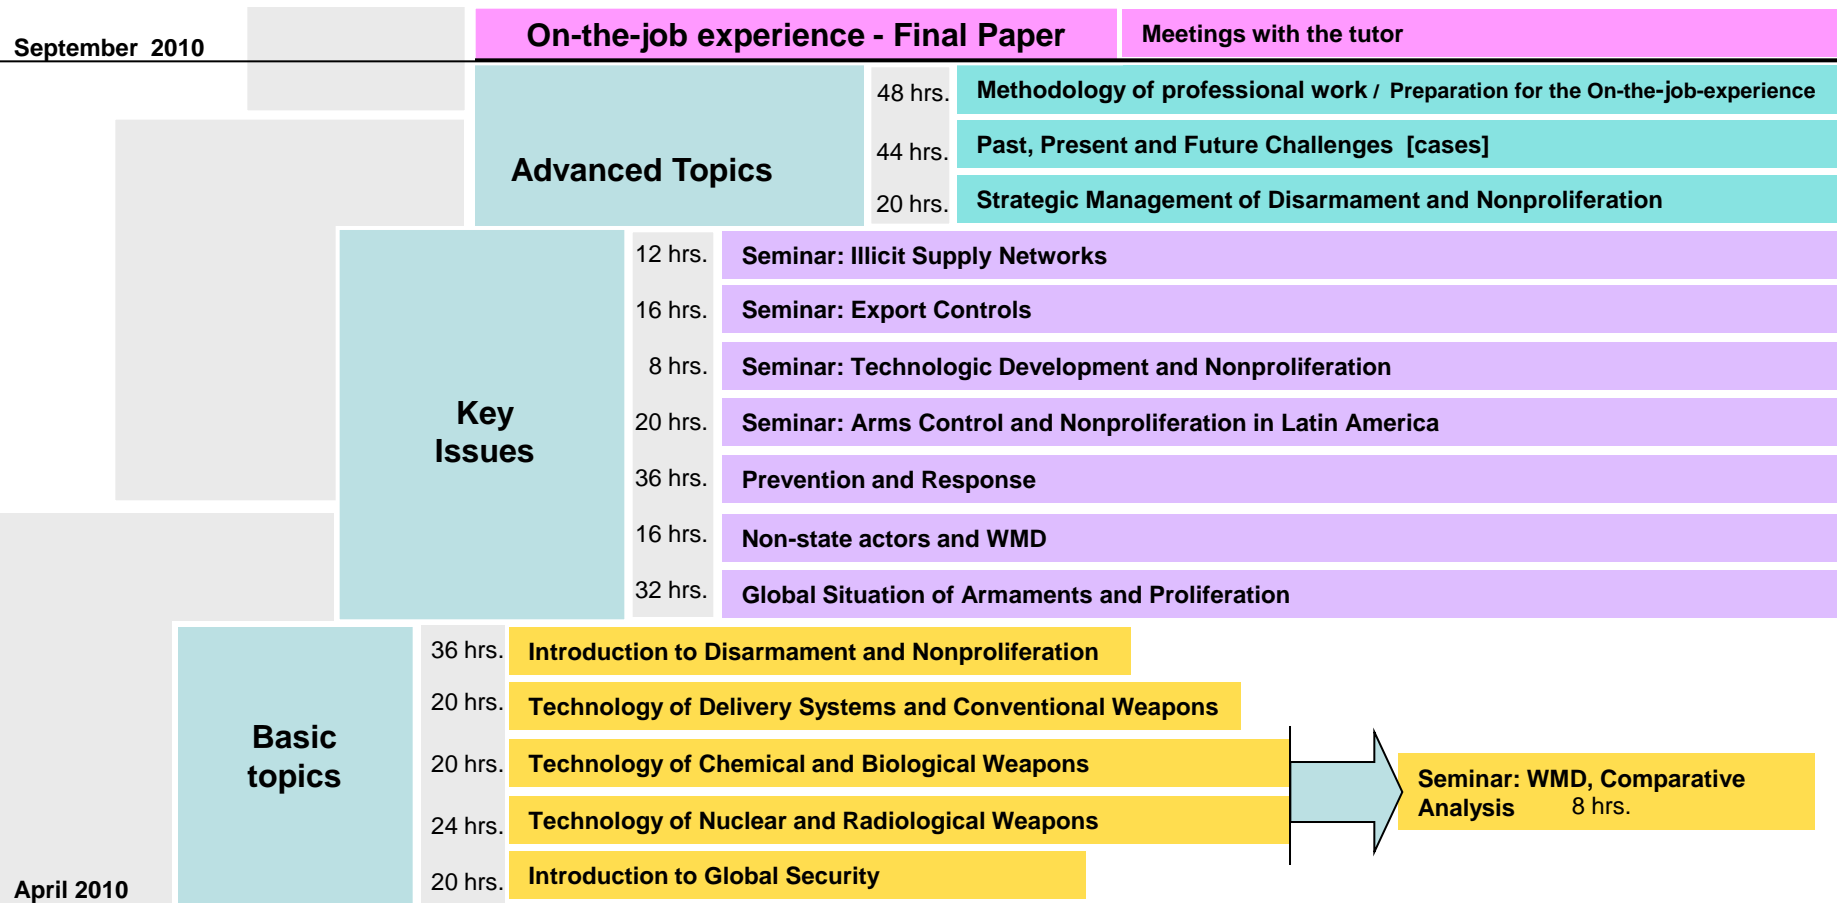 September 2010
On-the-job experience - Final Paper
Meetings with the tutor
Advanced Topics
48 hrs.
Methodology of professional work / Preparation for the On-the-job-experience
44 hrs.
Past, Present and Future Challenges [cases]
20 hrs.
Strategic Management of Disarmament and Nonproliferation
Key
Issues
12 hrs.
Seminar: Illicit Supply Networks
16 hrs.
Seminar: Export Controls
8 hrs.
Seminar: Technologic Development and Nonproliferation
20 hrs.
Seminar: Arms Control and Nonproliferation in Latin America
36 hrs.
Prevention and Response
16 hrs.
Non-state actors and WMD
32 hrs.
Global Situation of Armaments and Proliferation
Basic
topics
36 hrs.
Introduction to Disarmament and Nonproliferation
20 hrs.
Technology of Delivery Systems and Conventional Weapons
20 hrs.
Technology of Chemical and Biological Weapons
24 hrs.
Technology of Nuclear and Radiological Weapons
Seminar: WMD, Comparative
Analysis 8 hrs.
20 hrs.
Introduction to Global Security
April 2010